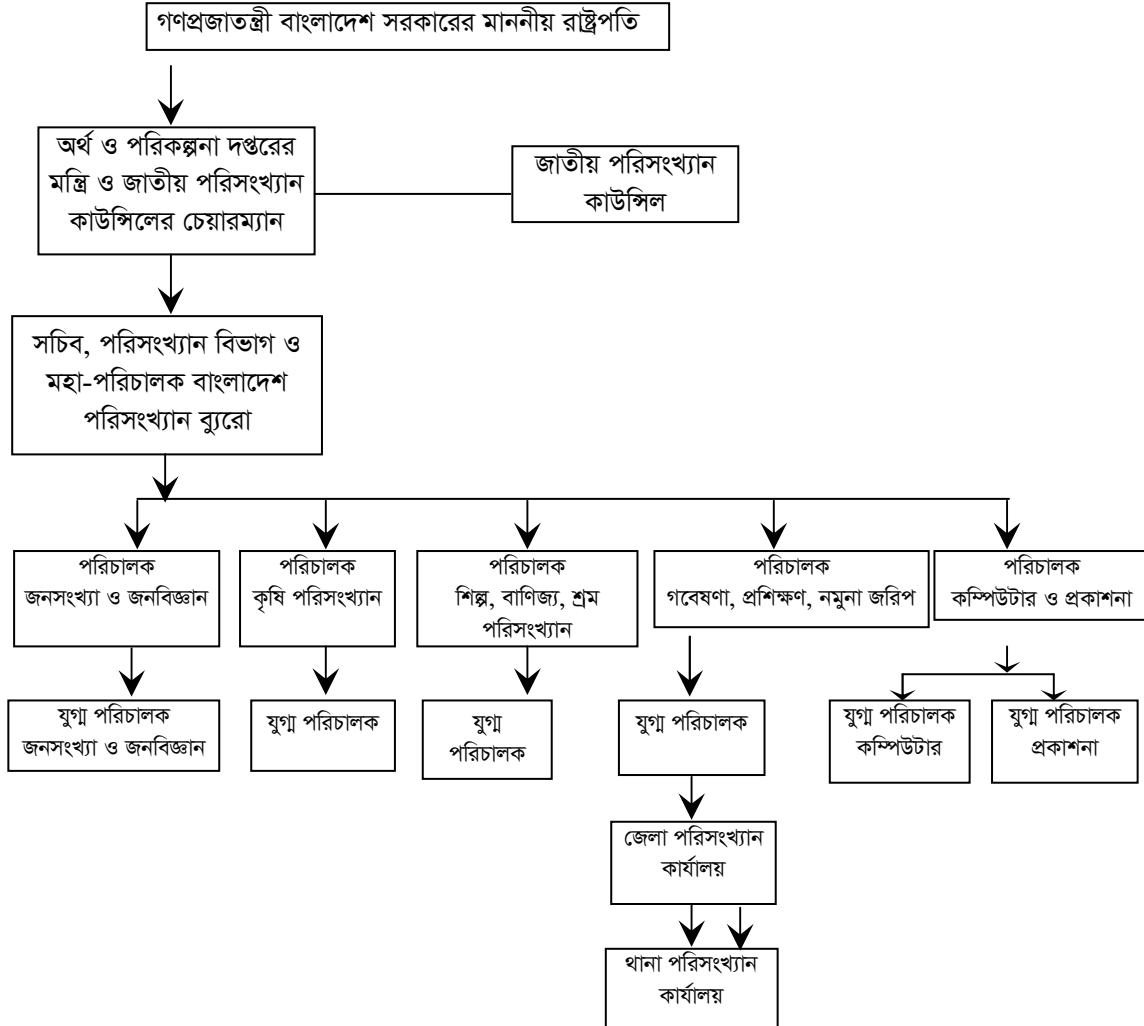 গণপ্রজাতন্ত্রী বাংলাদেশ সরকারের মাননীয় রাষ্ট্রপতি
অর্থ ও পরিকল্পনা দপ্তরের
মন্ত্রি ও জাতীয় পরিসংখ্যান
কাউন্সিলের চেয়ারম্যান
জাতীয় পরিসংখ্যান
কাউন্সিল
সচিব, পরিসংখ্যান বিভাগ ও
মহা-পরিচালক বাংলাদেশ
পরিসংখ্যান ব্যুরো
পরিচালক
জনসংখ্যা ও জনবিজ্ঞান
পরিচালক
কৃষি পরিসংখ্যান
পরিচালক
শিল্প, বাণিজ্য, শ্রম
পরিসংখ্যান
পরিচালক
গবেষণা, প্রশিক্ষণ, নমুনা জরিপ
পরিচালক
কম্পিউটার ও প্রকাশনা
যুগ্ম পরিচালক
জনসংখ্যা ও জনবিজ্ঞান
যুগ্ম পরিচালক
যুগ্ম
পরিচালক
যুগ্ম পরিচালক
যুগ্ম পরিচালক
কম্পিউটার
যুগ্ম পরিচালক
প্রকাশনা
জেলা পরিসংখ্যান
কার্যালয়
থানা পরিসংখ্যান
কার্যালয়